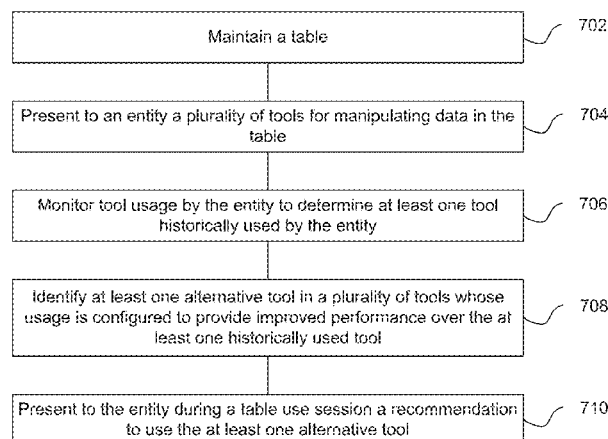 Maintain a table
702
Present to an entity a plurality of tools for manipulating data in the
table
704
Monitor tool usage by the entity to determine at least one tool
historically used by the entity
706
Identify at least one alternative tool in a plurality of tools whose
usage is configured to provide improved performance over the at
least one historically used tool
708
Present to the entity during a table use session a recommendation
to use the at least one alternative tool
710